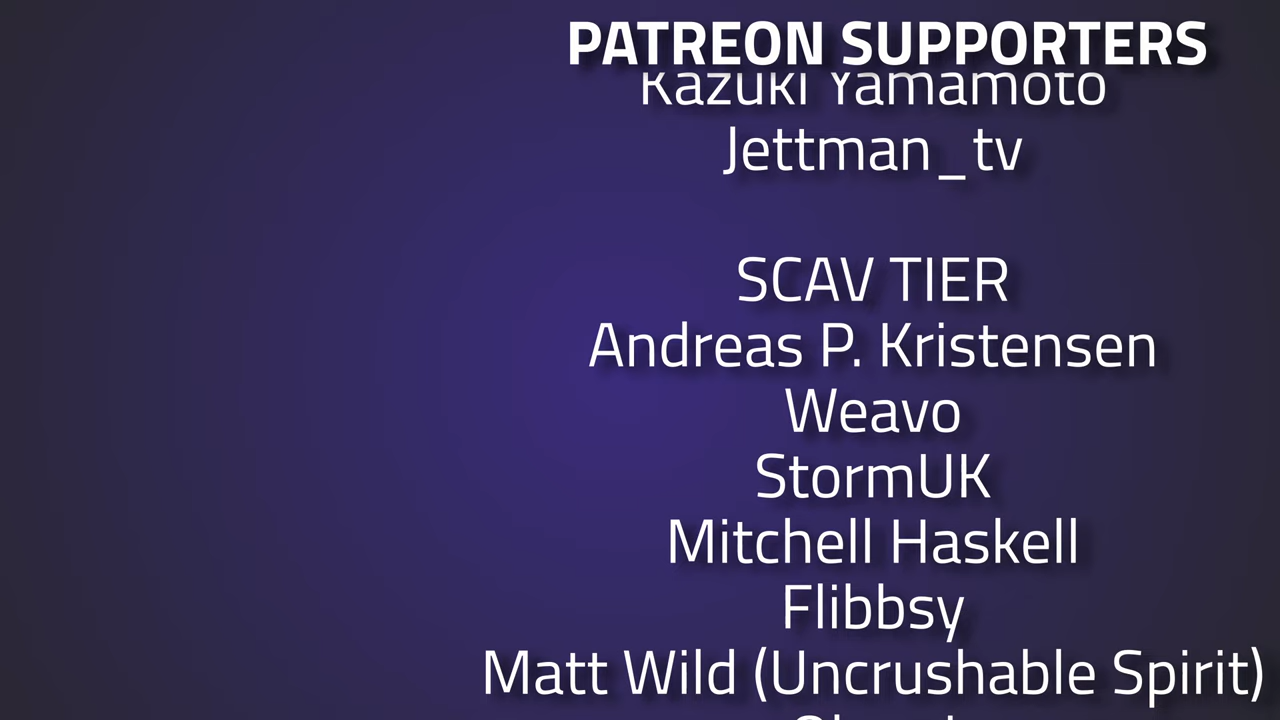 PATREON SUPPORTERS
Kazuki Yamamoto
Jettman_tv
SCAV TIER
Andreas P. Kristensen
Weavo
StormUK
Mitchell Haskell
Flibbsy
Matt Wild (Uncrushable Spirit)